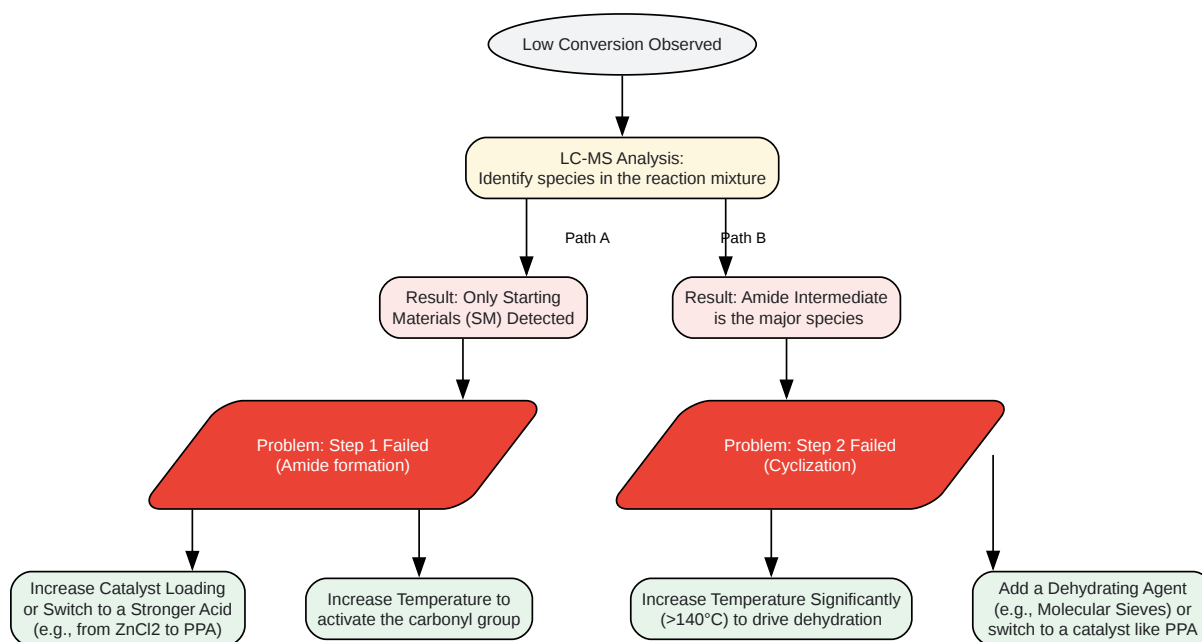 Low Conversion Observed
LC-MS Analysis:
Identify species in the reaction mixture
Path A
Path B
Result: Only Starting
Materials (SM) Detected
Result: Amide Intermediate
is the major species
Problem: Step 1 Failed
(Amide formation)
Problem: Step 2 Failed
(Cyclization)
Increase Catalyst Loading
or Switch to a Stronger Acid
(e.g., from ZnCl2 to PPA)
Increase Temperature to
activate the carbonyl group
Increase Temperature Significantly
(>140°C) to drive dehydration
Add a Dehydrating Agent
(e.g., Molecular Sieves) or
switch to a catalyst like PPA